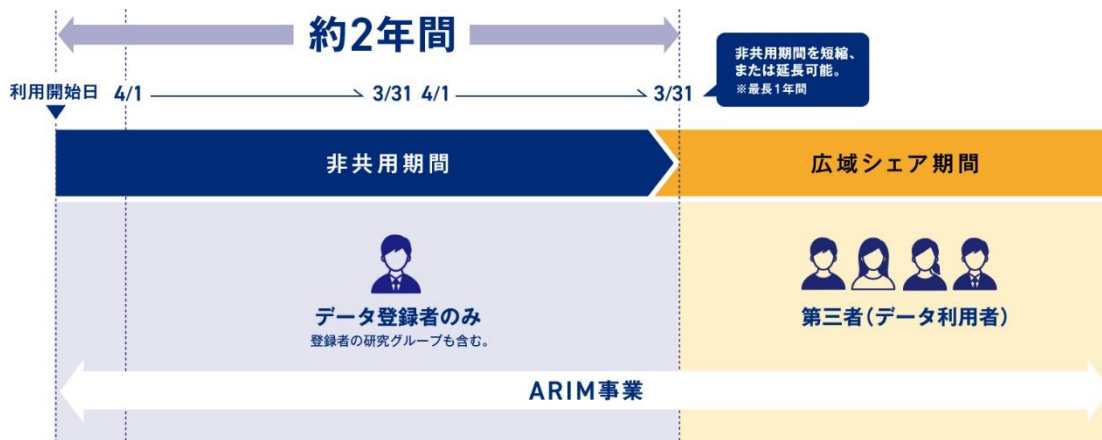 約2年間
非共用期間を短縮、
または延長可能。
※最長1年間
利用開始日 4/1 3/31 4/1 3/31
非共用期間 広域シェア期間
データ登録者のみ 第三者(データ利用者)
登録者の研究グループも含む。
ARIM事業